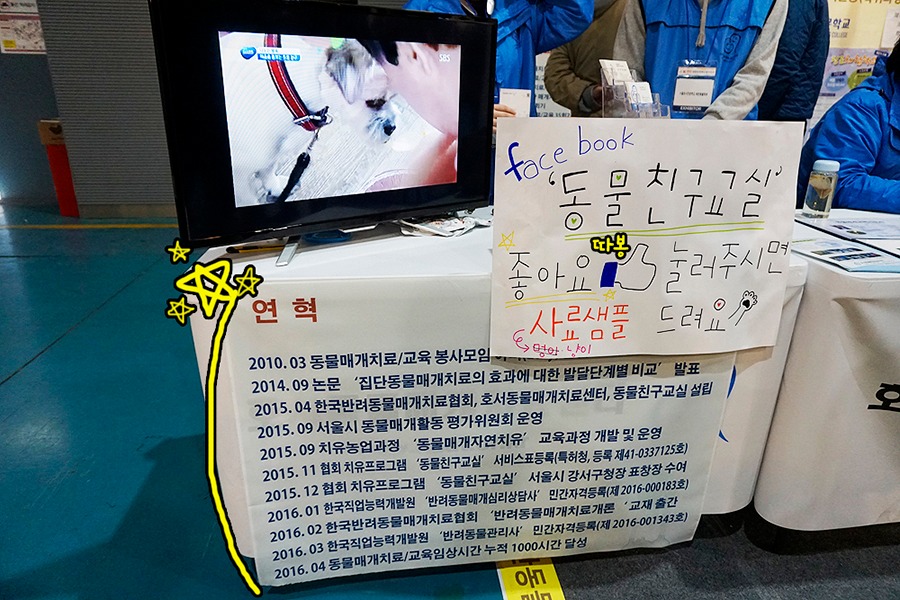 SBS
face book
'동물친구교실'
따봉
좋아요 눌러주시면
사료샘플 드려요
멍이 냥이
연혁
2010. 03 동물매개치료/교육 봉사모임
2014. 09 논문 '집단동물매개치료의 효과에 대한 발달단계별 비교' 발표
2015. 04 한국반려동물매개치료협회, 호서동물매개치료센터, 동물친구교실 설립
2015. 09 서울시 동물매개활동 평가위원회 운영
2015. 09 치유농업과정 '동물매개자연치유' 교육과정 개발 및 운영
2015. 11 협회 치유프로그램 '동물친구교실' 서비스표등록(특허청, 등록 제41-0337125호)
2015. 12 협회 치유프로그램 '동물친구교실' 서울시 강서구청장 표창장 수여
2016. 01 한국직업능력개발원 '반려동물매개심리상담사' 민간자격등록(제 2016-000183호)
2016. 02 한국반려동물매개치료협회 '반려동물매개치료개론' 교재 출간
2016. 03 한국직업능력개발원 '반려동물관리사' 민간자격등록(제 2016-001343호)
2016. 04 동물매개치료/교육임상시간 누적 1000시간 달성